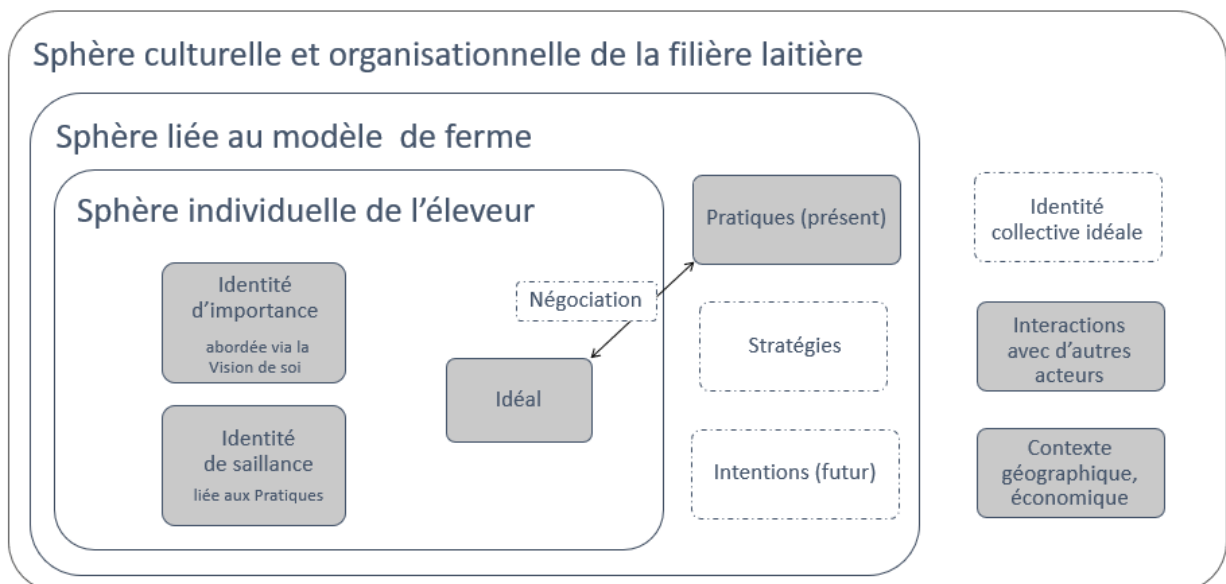 Sphère culturelle et organisationnelle de la filière laitière
Sphère liée au modèle de ferme
Sphère individuelle de l'éleveur
Identité
d'importance
abordée via la
Vision de soi
Identité
de saillance
liée aux Pratiques
Négociation
Idéal
Pratiques (présent)
Stratégies
Intentions (futur)
Identité
collective idéale
Interactions
avec d'autres
acteurs
Contexte
géographique,
économique